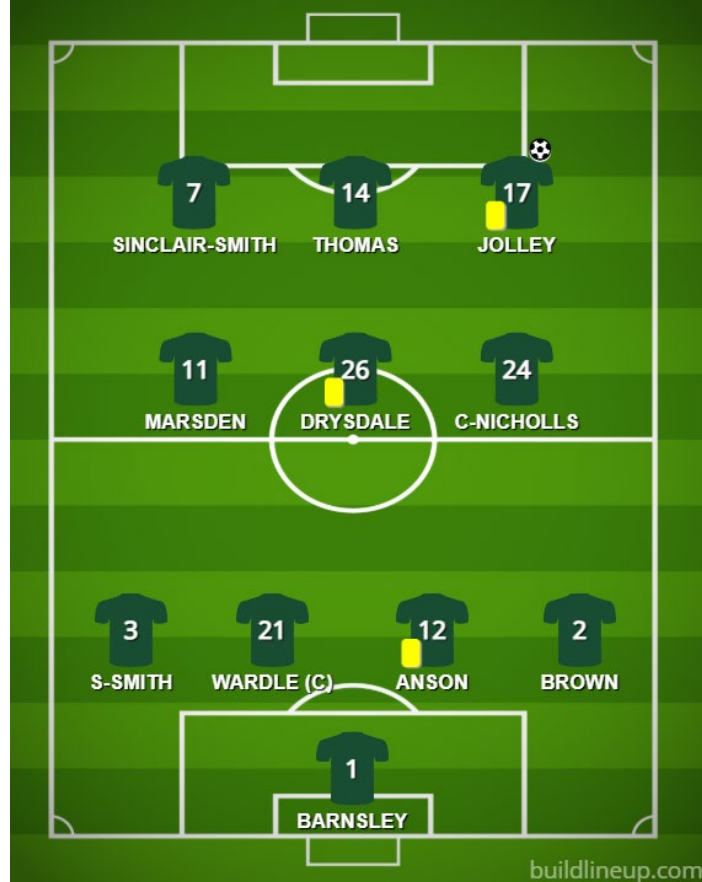 7 14 17
SINCLAIR-SMITH THOMAS JOLLEY
11 26 24
MARSDEN DRYSDALE C-NICHOLLS
3 21 12 2
S-SMITH WARDLE (C) ANSON BROWN
1
BARNSLEY
buildlineup.com